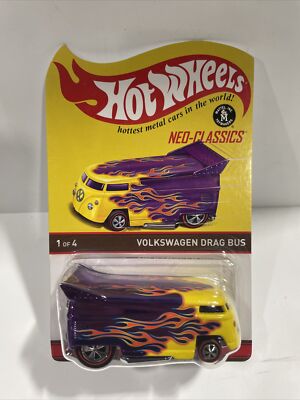 HOT WHEELS
hottest metal cars in the world!
NEO-CLASSICS
1 OF 4
VOLKSWAGEN DRAG BUS